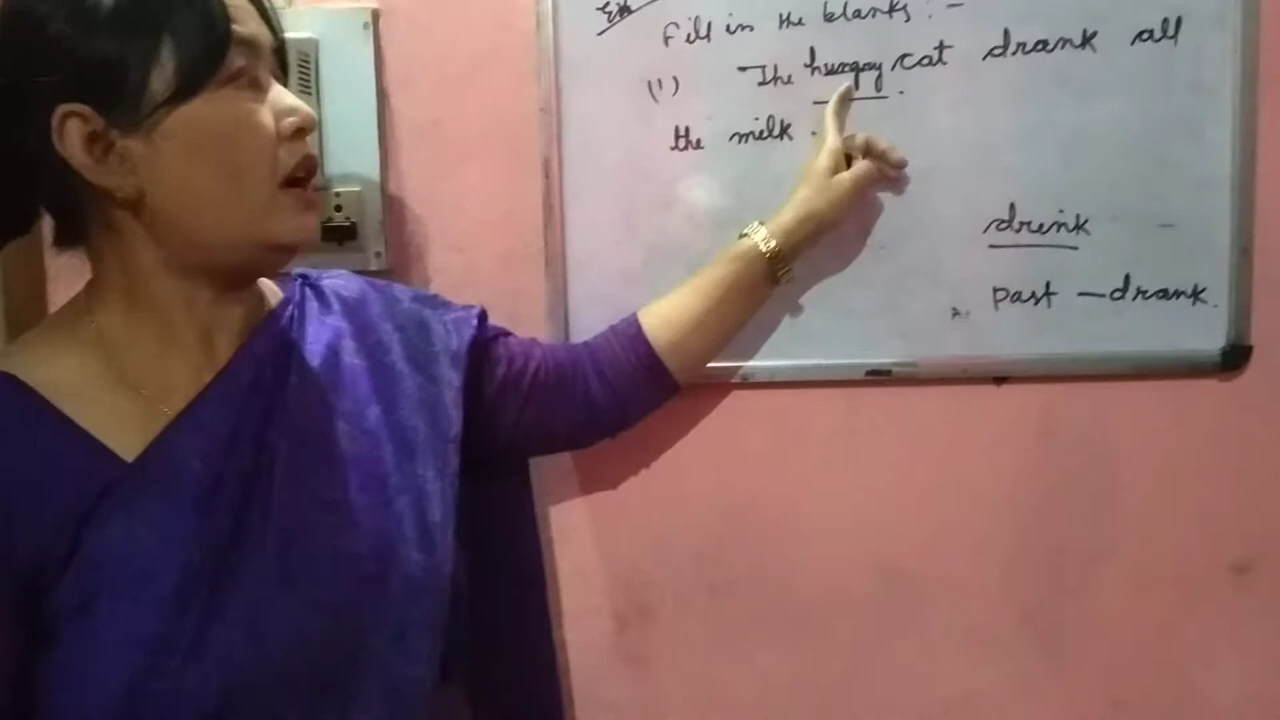 Ex
Fill in the blanks :-
(1) The hungry cat drank all
the milk.
drink -
Past - drank.